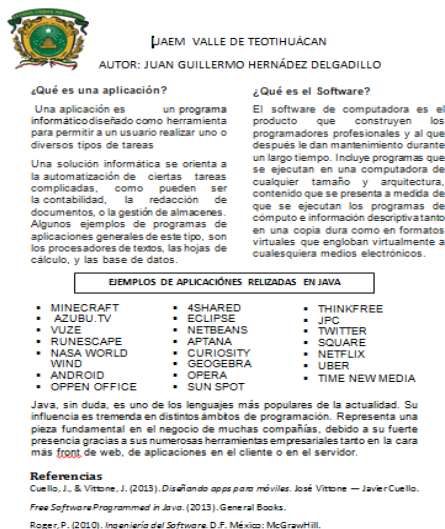 UAEM VALLE DE TEOTIHUÁCAN
AUTOR: JUAN GUILLERMO HERNÁDEZ DELGADILLO
¿Qué es una aplicación?
Una aplicación es un programa
informático diseñado como herramienta
para permitir a un usuario realizar uno o
diversos tipos de tareas
Una solución informática se orienta a
la automatización de ciertas tareas
complicadas, como pueden ser
la contabilidad, la redacción de
documentos, o la gestión de almacenes.
Algunos ejemplos de programas de
aplicaciones generales de este tipo, son
los procesadores de textos, las hojas de
cálculo, y las base de datos.
¿Qué es el Software?
El software de computadora es el
producto que construyen los
programadores profesionales y al que
después le dan mantenimiento durante
un largo tiempo. Incluye programas que
se ejecutan en una computadora de
cualquier tamaño y arquitectura,
contenido que se presenta a medida de
que se ejecutan los programas de
cómputo e información descriptiva tanto
en una copia dura como en formatos
virtuales que engloban virtualmente a
cualesquiera medios electrónicos.
EJEMPLOS DE APLICACIÓNES RELIZADAS EN JAVA
▪ MINECRAFT
▪ AZUBU.TV
▪ VUZE
▪ RUNESCAPE
▪ NASA WORLD
WIND
▪ ANDROID
▪ OPPEN OFFICE
▪ 4SHARED
▪ ECLIPSE
▪ NETBEANS
▪ APTANA
▪ CURIOSITY
▪ GEOGEBRA
▪ OPERA
▪ SUN SPOT
▪ THINKFREE
▪ JPC
▪ TWITTER
▪ SQUARE
▪ NETFLIX
▪ UBER
▪ TIME NEW MEDIA
Java, sin duda, es uno de los lenguajes más populares de la actualidad. Su
influencia es tremenda en distintos ámbitos de programación. Representa una
pieza fundamental en el negocio de muchas compañías, debido a su fuerte
presencia gracias a sus numerosas herramientas empresariales tanto en la cara
más front de web, de aplicaciones en el cliente o en el servidor.
Referencias
Cuello, J., & Vittone, J. (2013). Diseñando apps para móviles. José Vittone — Javier Cuello.
Free Software Programmed in Java. (2013). General Books.
Roger, P. (2010). Ingeniería del Software. D.F. México: McGrawHill.